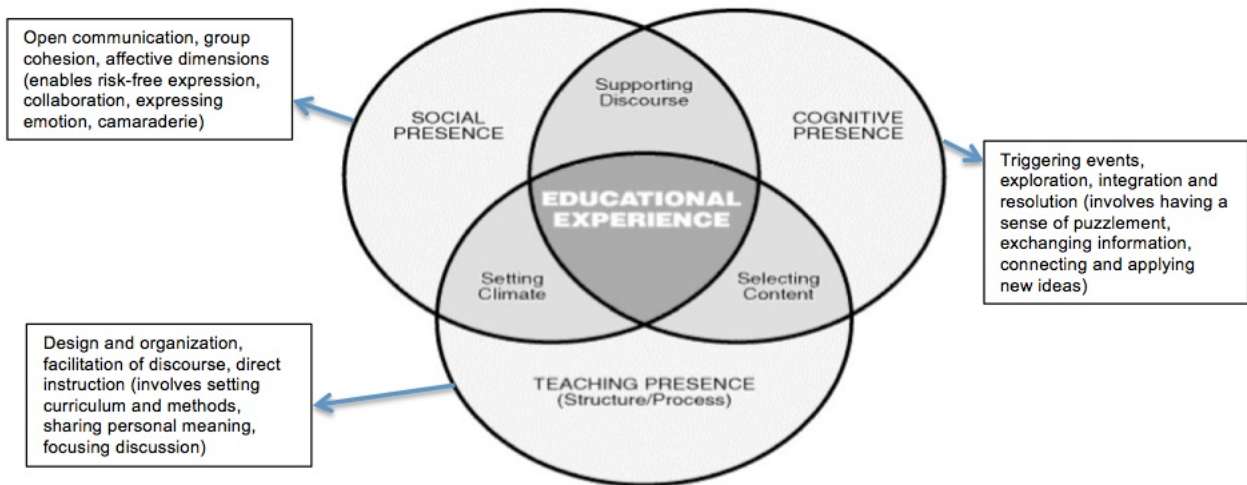 Open communication, group
cohesion, affective dimensions
(enables risk-free expression,
collaboration, expressing
emotion, camaraderie)
SOCIAL
PRESENCE
Supporting
Discourse
COGNITIVE
PRESENCE
Triggering events,
exploration, integration and
resolution (involves having a
sense of puzzlement,
exchanging information,
connecting and applying
new ideas)
EDUCATIONAL
EXPERIENCE
Setting
Climate
Selecting
Content
Design and organization,
facilitation of discourse, direct
instruction (involves setting
curriculum and methods,
sharing personal meaning,
focusing discussion)
TEACHING PRESENCE
(Structure/Process)